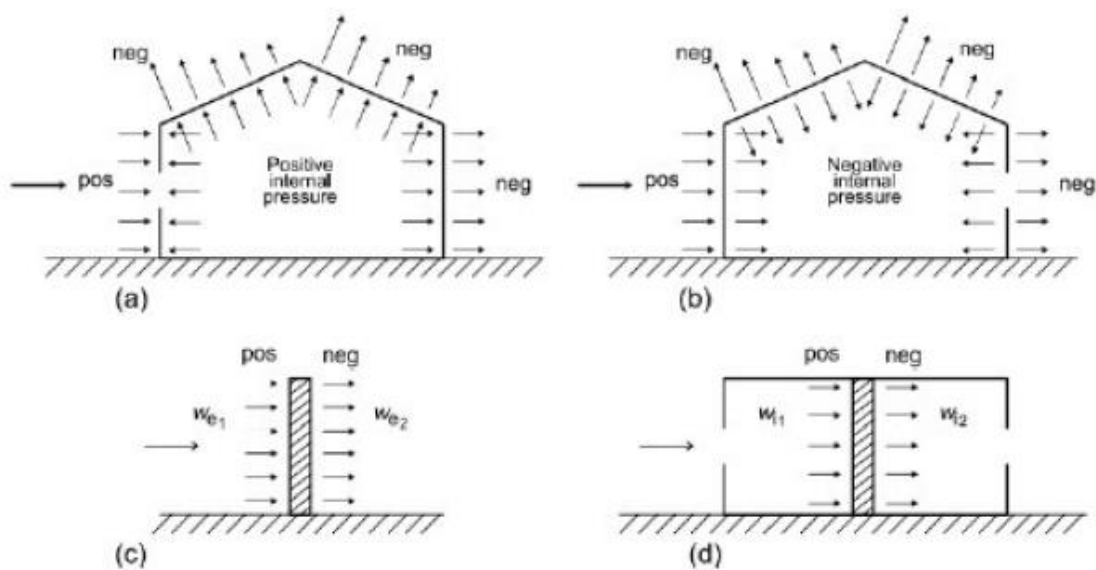 neg
neg
pos
Positive
internal
pressure
neg
(a)
neg
neg
pos
Negative
internal
pressure
neg
(b)
pos neg
we1 we2
(c)
pos neg
wi1 wi2
(d)